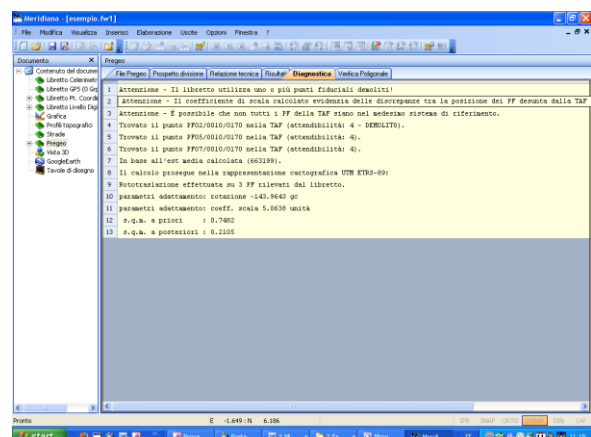 Meridiana - [esempio.fw1]
File Modifica Visualizza Inserisci Elaborazione Uscite Opzioni Finestra ?
Documento
Pregeo
Contenuto del docume
Libretto Celerimetr
Libretto GPS (0 Grp
Libretto Pt. Coorde
Libretto Livello Digi
Grafica
Profili topografici
Strade
Pregeo
Vista 3D
GoogleEarth
Tavole di disegno
File Pregeo Prospetto divisione Relazione tecnica Risultati Diagnostica Verifica Poligonale
1 Attenzione - Il libretto utilizza uno o più punti fiduciali demoliti!
2 Attenzione - Il coefficiente di scala calcolato evidenzia delle discrepanze tra la posizione dei PF desunta dalla TAF
3 Attenzione - È possibile che non tutti i PF della TAF siano nel medesimo sistema di riferimento.
4 Trovato il punto PF02/0010/0170 nella TAF (attendibilità: 4 - DEMOLITO).
5 Trovato il punto PF05/0010/0170 nella TAF (attendibilità: 4).
6 Trovato il punto PF07/0010/0170 nella TAF (attendibilità: 4).
7 In base all'est media calcolata (663199).
8 Il calcolo prosegue nella rappresentazione cartografica UTM ETRS-89:
9 Rototraslazione effettuata su 3 PF rilevati dal libretto.
10 parametri adattamento: rotazione -143.9643 gc
11 parametri adattamento: coeff. scala 5.0638 unità
12 s.q.m. a priori : 0.7482
13 s.q.m. a posteriori : 0.2105
Pronto
E -1.649 : N 6.186
SNAP ORTO
start